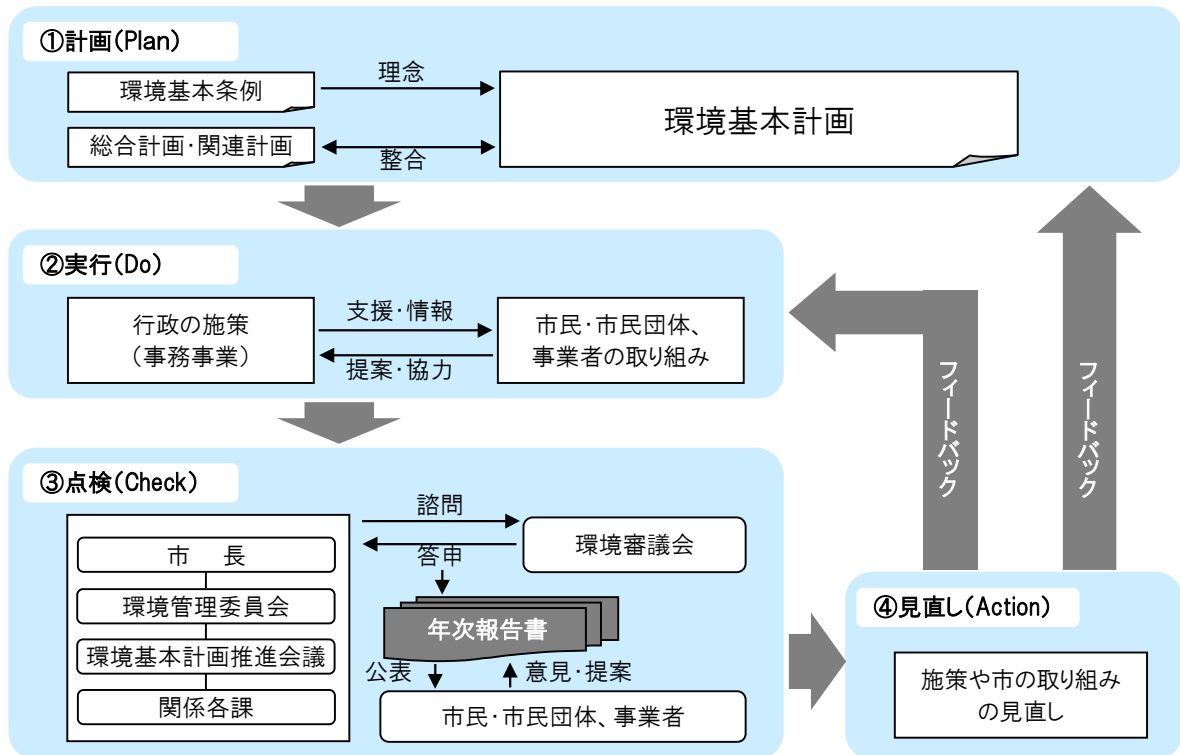 ①計画(Plan)
環境基本条例
理念
環境基本計画
総合計画・関連計画
整合
②実行(Do)
行政の施策
（事務事業）
支援・情報
提案・協力
市民・市民団体、
事業者の取り組み
フィードバック
フィードバック
③点検(Check)
市　長
環境管理委員会
環境基本計画推進会議
関係各課
諮問
答申
環境審議会
年次報告書
公表
意見・提案
市民・市民団体、事業者
④見直し(Action)
施策や市の取り組み
の見直し